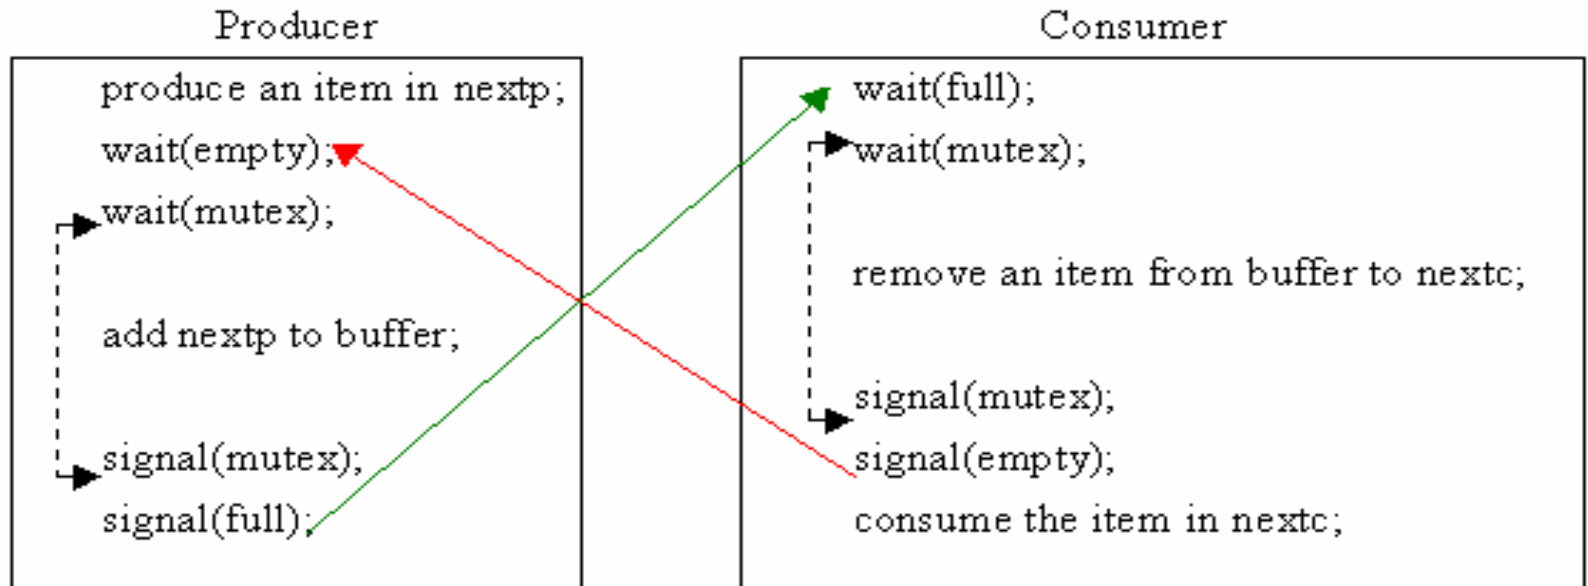 Producer
produce an item in nextp;
wait(empty);
wait(mutex);
add nextp to buffer;
signal(mutex);
signal(full);
Consumer
wait(full);
wait(mutex);
remove an item from buffer to nextc;
signal(mutex);
signal(empty);
consume the item in nextc;